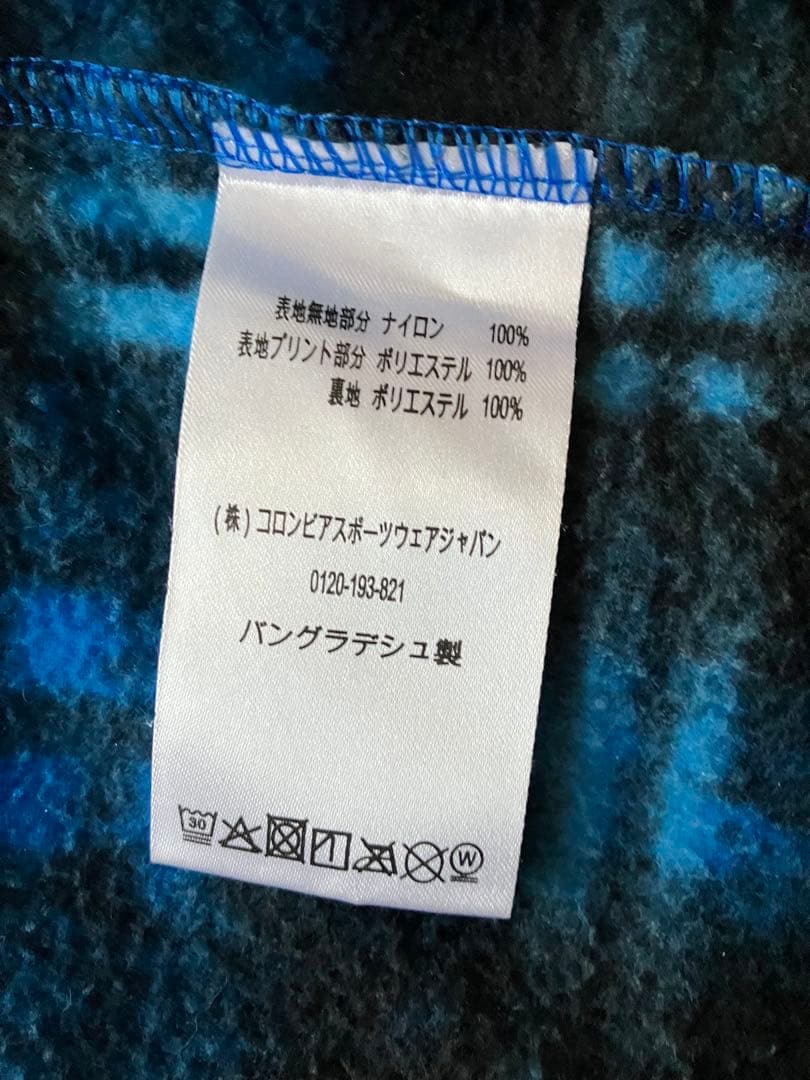 表地無地部分 ナイロン 100%
表地プリント部分 ポリエステル 100%
裏地 ポリエステル 100%
(株)コロンビアスポーツウェアジャパン
0120-193-821
バングラデシュ製
30 W